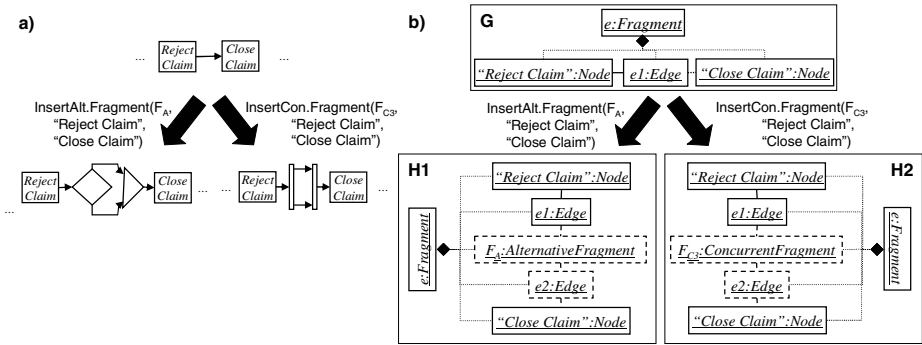 a)
Reject
Claim
Close
Claim
...
...
InsertAlt.Fragment(FA,
"Reject Claim",
"Close Claim")
InsertCon.Fragment(FC3,
"Reject Claim",
"Close Claim")
Reject
Claim
Close
Claim
...
...
Reject
Claim
Close
Claim
...
...
b)
G
e:Fragment
“Reject Claim”:Node
e1:Edge
“Close Claim”:Node
InsertAlt.Fragment(FA,
"Reject Claim",
"Close Claim")
InsertCon.Fragment(FC3,
"Reject Claim",
"Close Claim")
H1
“Reject Claim”:Node
e1:Edge
e:Fragment
FA:AlternativeFragment
e2:Edge
“Close Claim”:Node
H2
“Reject Claim”:Node
e1:Edge
FC3:ConcurrentFragment
e:Fragment
e2:Edge
“Close Claim”:Node